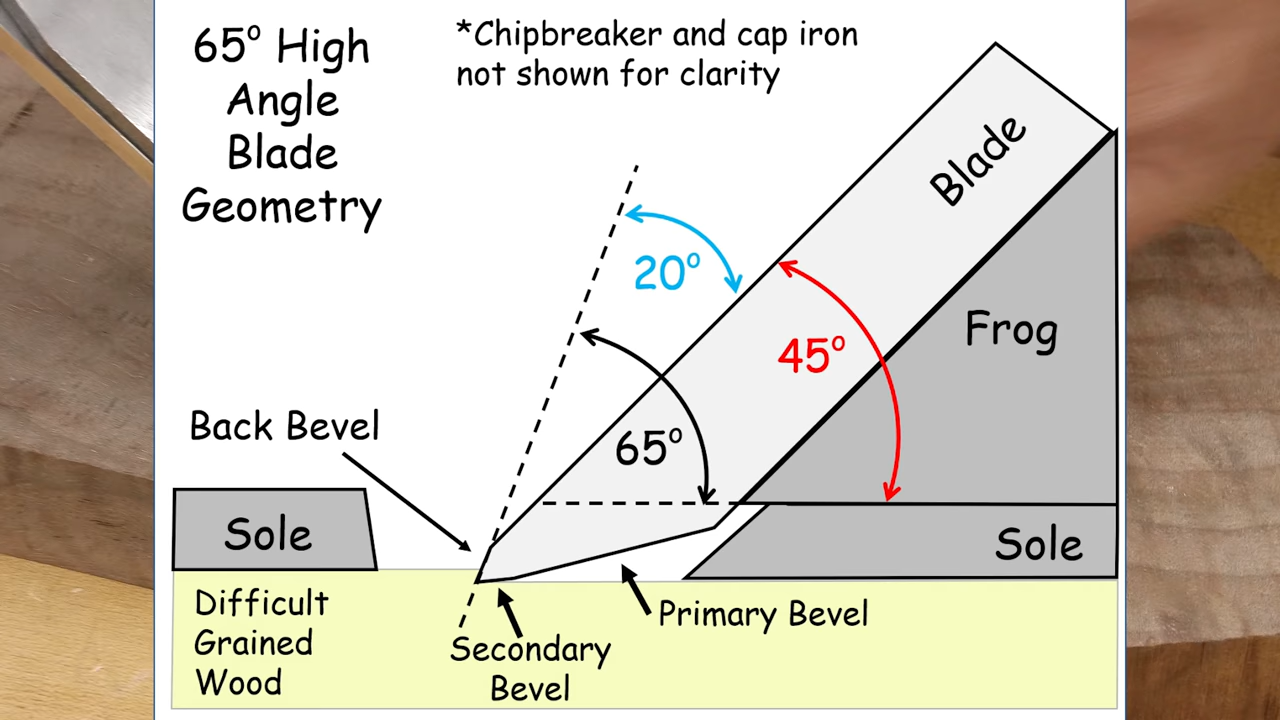 65° High
Angle
Blade
Geometry
*Chipbreaker and cap iron
not shown for clarity
Blade
20°
45°
Frog
65°
Back Bevel
Sole
Sole
Difficult
Grained
Wood
Primary Bevel
Secondary
Bevel